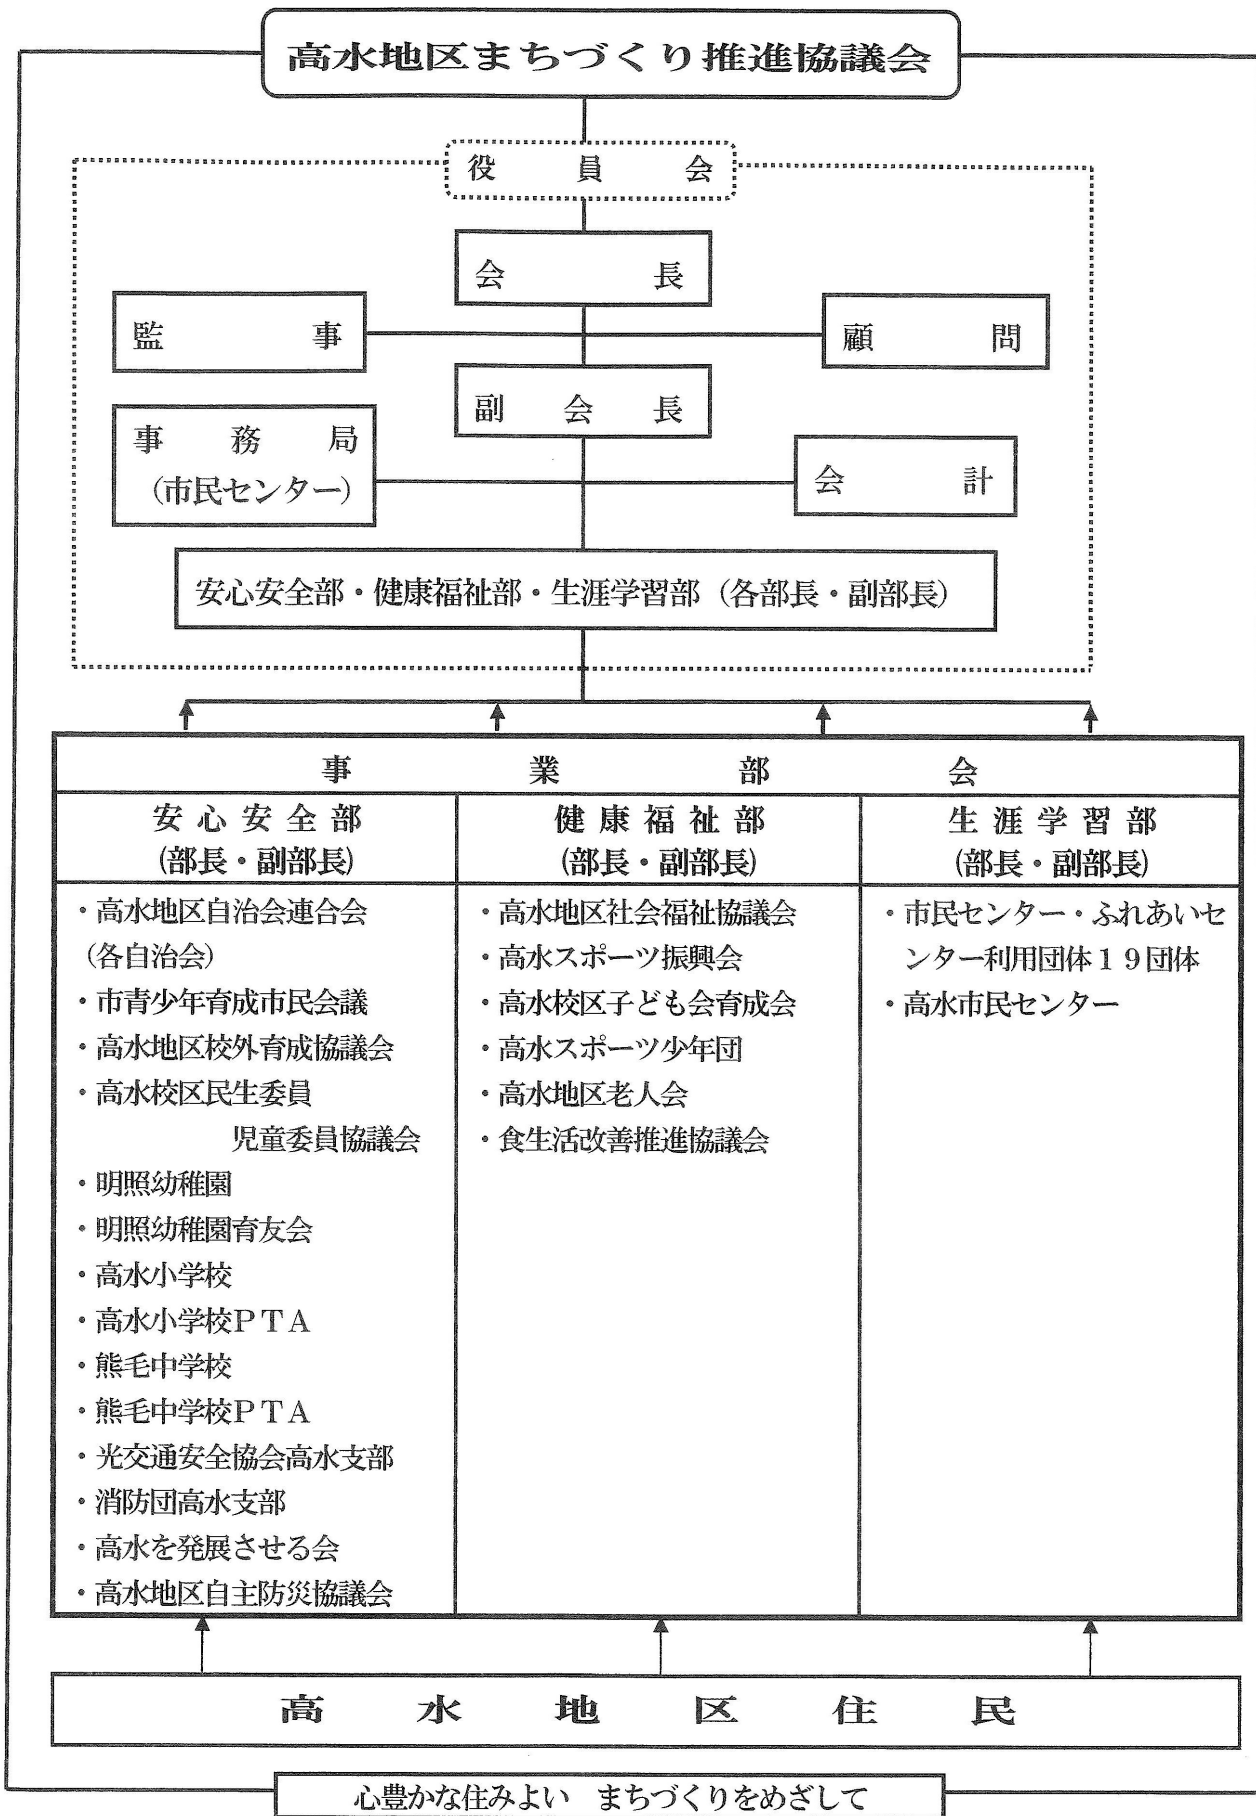 高水地区まちづくり推進協議会
役員会
会長
監事
顧問
副会長
事務局
（市民センター）
会計
安心安全部・健康福祉部・生涯学習部（各部長・副部長）
事業部会
安心安全部
（部長・副部長）
・高水地区自治会連合会
（各自治会）
・市青少年育成市民会議
・高水地区校外育成協議会
・高水校区民生委員
児童委員協議会
・明照幼稚園
・明照幼稚園育友会
・高水小学校
・高水小学校ＰＴＡ
・熊毛中学校
・熊毛中学校ＰＴＡ
・光交通安全協会高水支部
・消防団高水支部
・高水を発展させる会
・高水地区自主防災協議会
健康福祉部
（部長・副部長）
・高水地区社会福祉協議会
・高水スポーツ振興会
・高水校区子ども会育成会
・高水スポーツ少年団
・高水地区老人会
・食生活改善推進協議会
生涯学習部
（部長・副部長）
・市民センター・ふれあいセ
ンター利用団体１９団体
・高水市民センター
高水地区住民
心豊かな住みよい　まちづくりをめざして